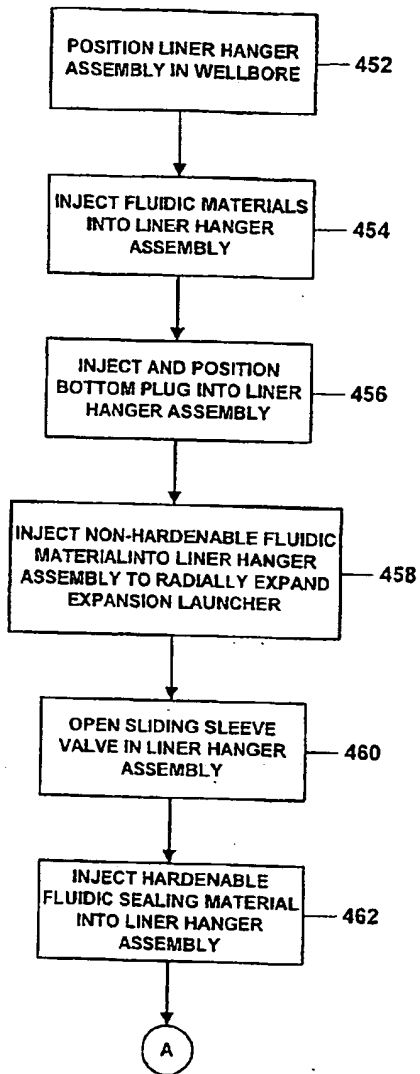 POSITION LINER HANGER
ASSEMBLY IN WELLBORE
452
INJECT FLUIDIC MATERIALS
INTO LINER HANGER
ASSEMBLY
454
INJECT AND POSITION
BOTTOM PLUG INTO LINER
HANGER ASSEMBLY
456
INJECT NON-HARDENABLE FLUIDIC
MATERIALINTO LINER HANGER
ASSEMBLY TO RADIALLY EXPAND
EXPANSION LAUNCHER
458
OPEN SLIDING SLEEVE
VALVE IN LINER HANGER
ASSEMBLY
460
INJECT HARDENABLE
FLUIDIC SEALING MATERIAL
INTO LINER HANGER
ASSEMBLY
462
A